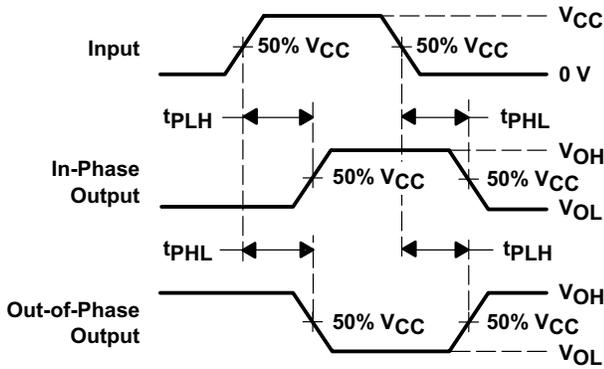 VCC
Input
50% VCC
50% VCC
0 V
tPLH
tPHL
VOH
In-Phase
Output
50% VCC
50% VCC
VOL
tPHL
tPLH
VOH
Out-of-Phase
Output
50% VCC
50% VCC
VOL